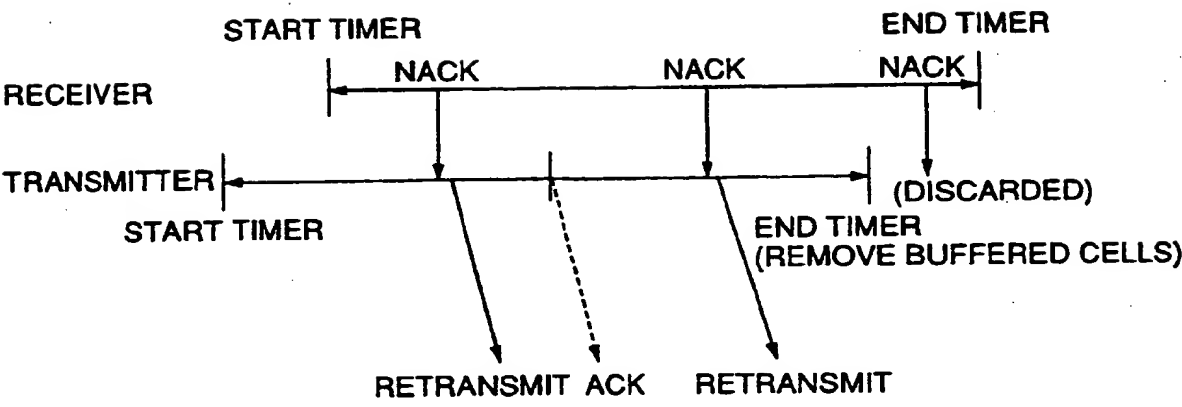 START TIMER
END TIMER
NACK
NACK
NACK
RECEIVER
TRANSMITTER
(DISCARDED)
START TIMER
END TIMER
(REMOVE BUFFERED CELLS)
RETRANSMIT
ACK
RETRANSMIT